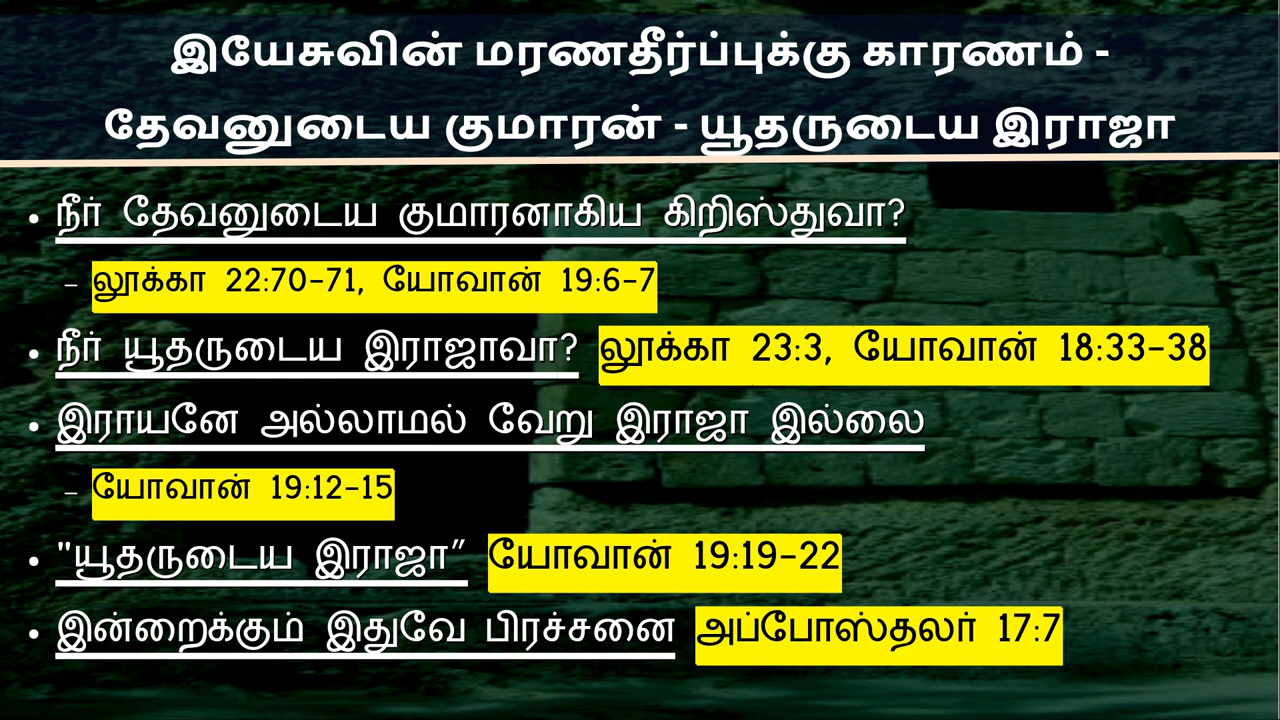 இயேசுவின் மரணதீர்ப்புக்கு காரணம் -
தேவனுடைய குமாரன் - யூதருடைய இராஜா
• நீர் தேவனுடைய குமாரனாகிய கிறிஸ்துவா?
– லூக்கா 22:70-71, யோவான் 19:6-7
• நீர் யூதருடைய இராஜாவா? லூக்கா 23:3, யோவான் 18:33-38
• இராயனே அல்லாமல் வேறு இராஜா இல்லை
– யோவான் 19:12-15
• "யூதருடைய இராஜா” யோவான் 19:19-22
• இன்றைக்கும் இதுவே பிரச்சனை அப்போஸ்தலர் 17:7